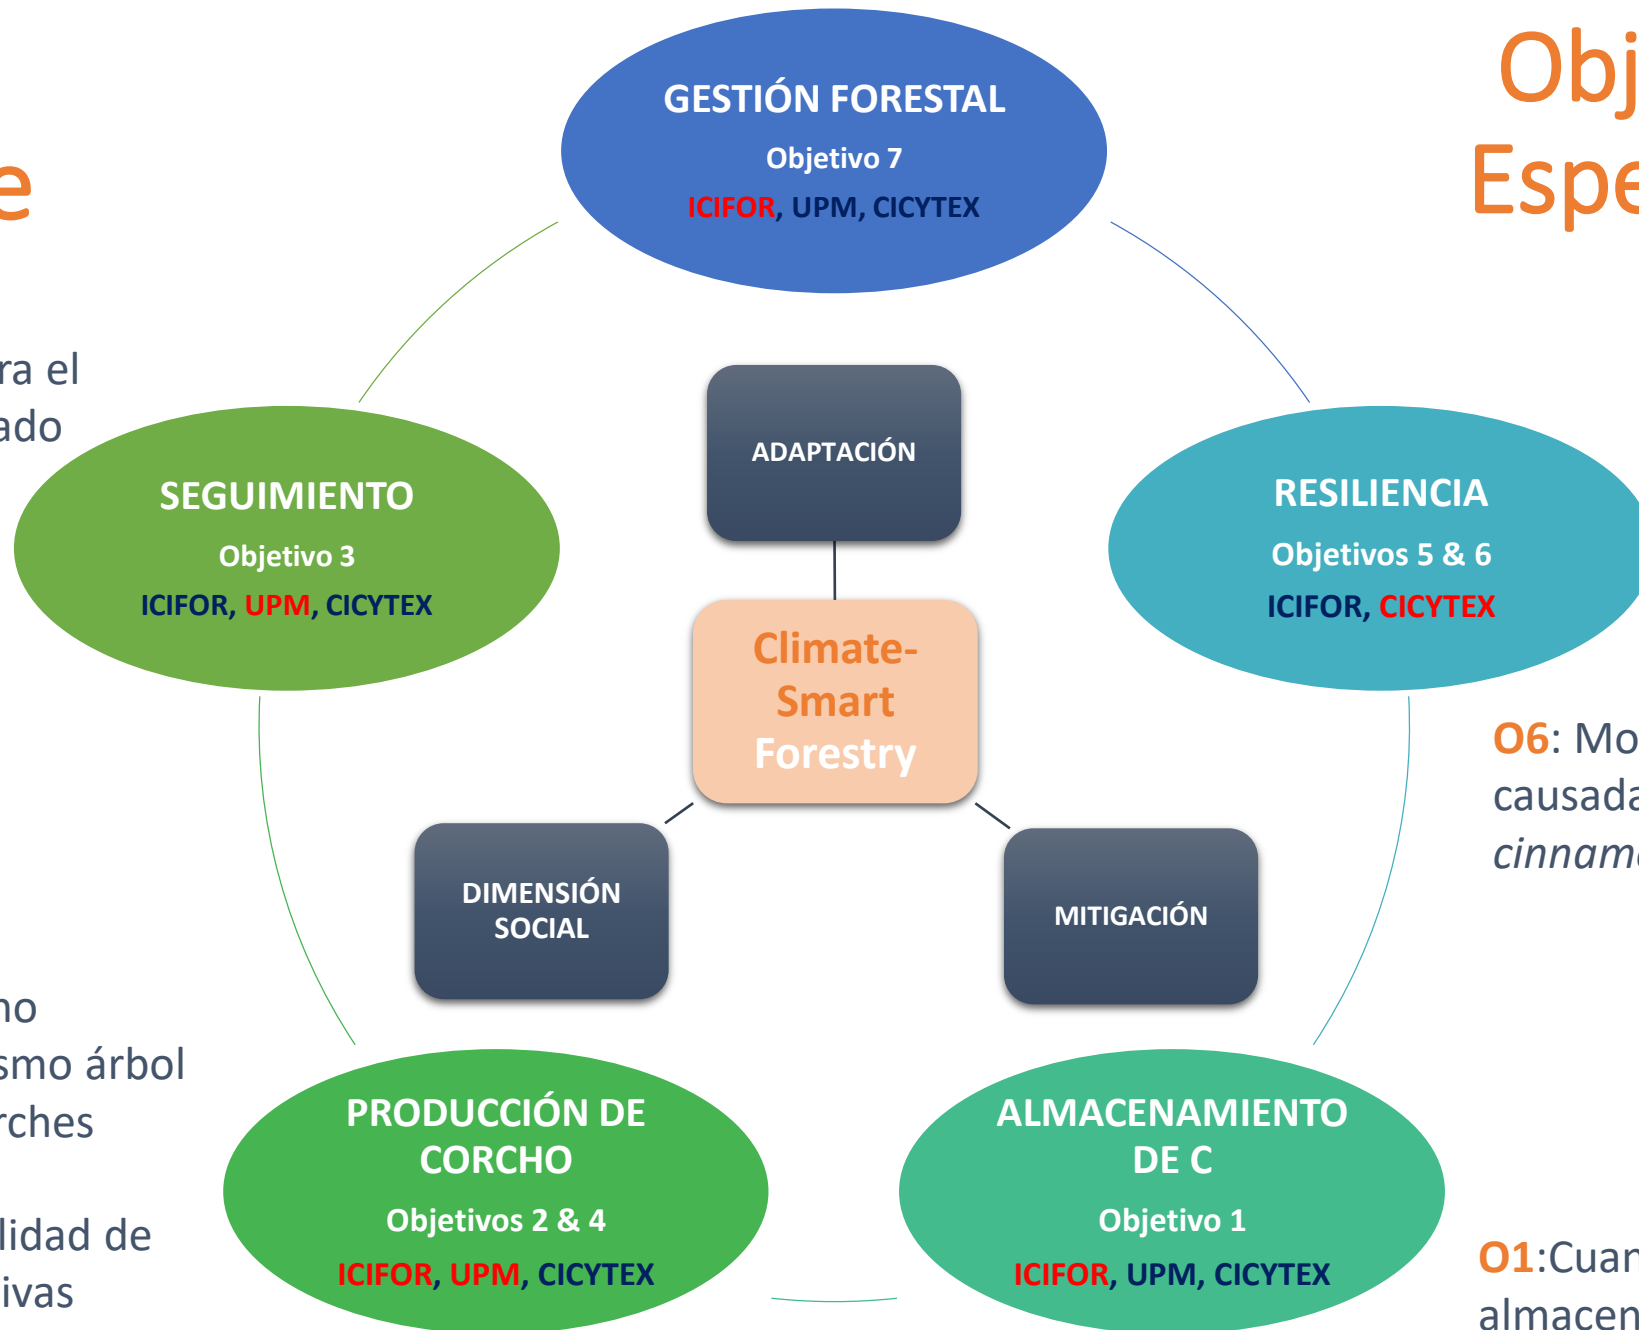 Obj
Espe
e
GESTIÓN FORESTAL
Objetivo 7
ICIFOR, UPM, CICYTEX
ra el
ado
SEGUIMIENTO
Objetivo 3
ICIFOR, UPM, CICYTEX
ADAPTACIÓN
RESILIENCIA
Objetivos 5 & 6
ICIFOR, CICYTEX
Climate-
Smart
Forestry
O6: Mo
causada
cinnamo
DIMENSIÓN
SOCIAL
MITIGACIÓN
no
smo árbol
rches
lidad de
ivas
PRODUCCIÓN DE
CORCHO
Objetivos 2 & 4
ICIFOR, UPM, CICYTEX
ALMACENAMIENTO
DE C
Objetivo 1
ICIFOR, UPM, CICYTEX
O1:Cuan
almacen